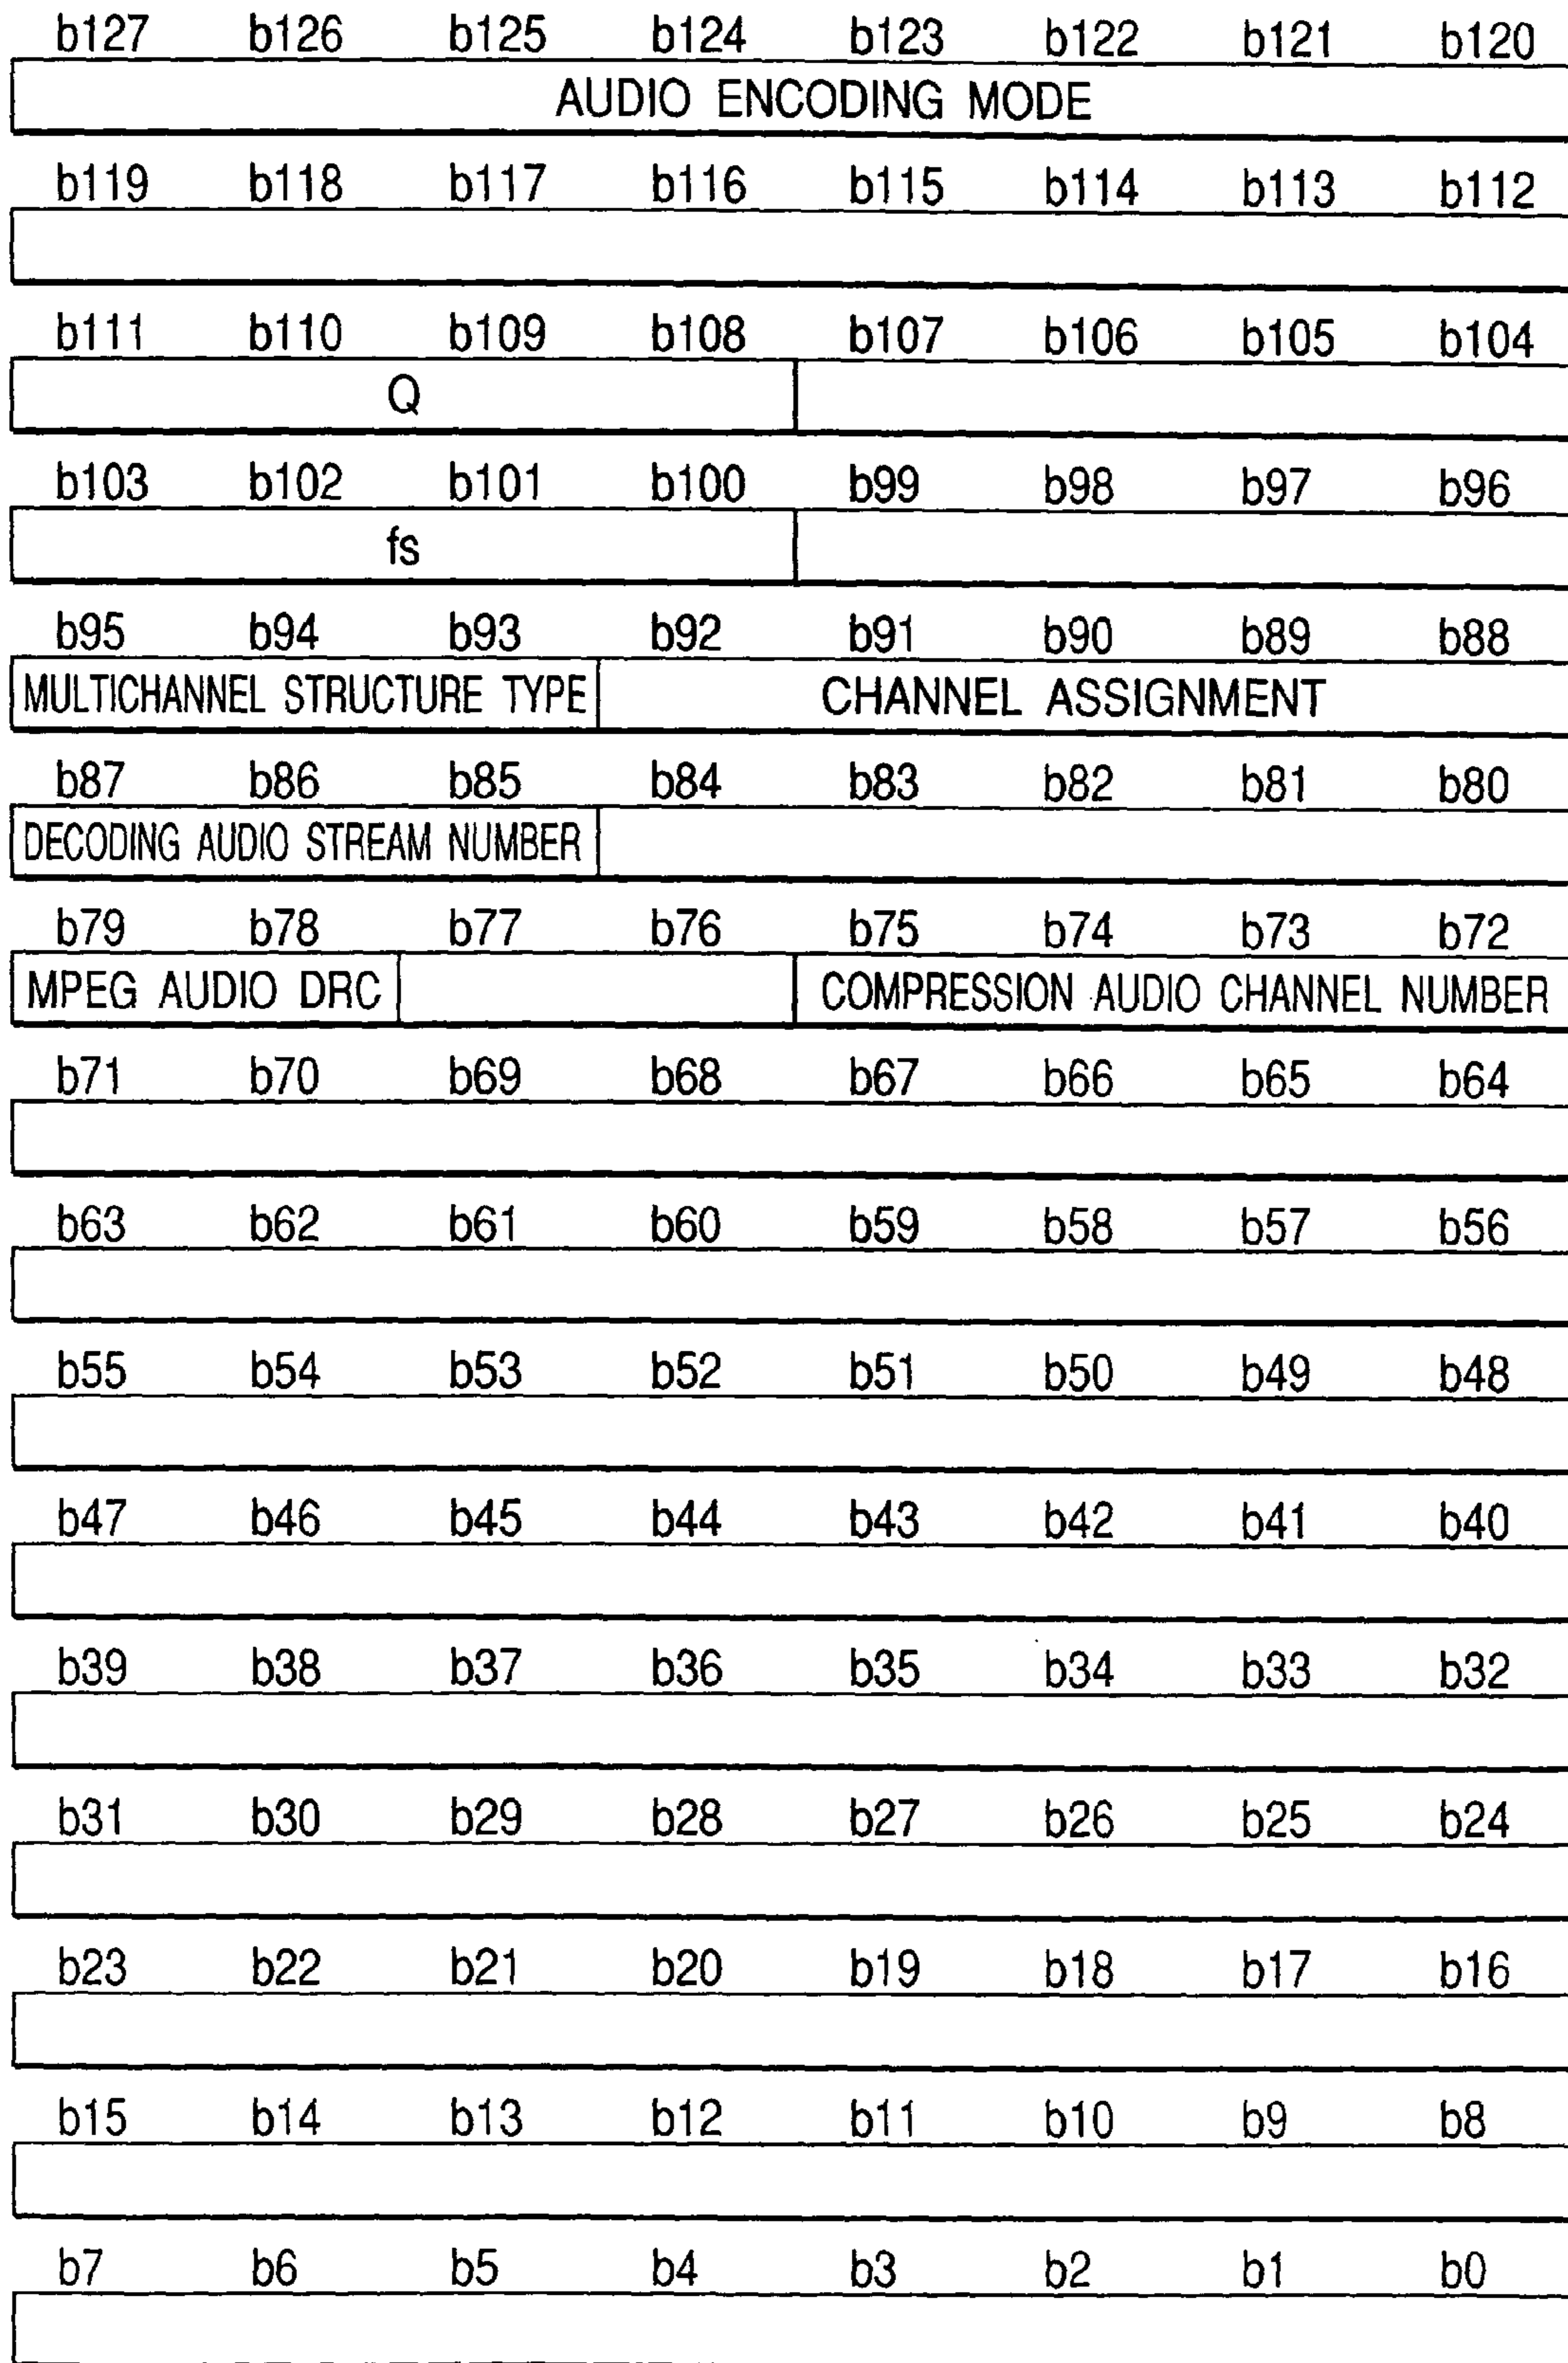 b127 b126 b125 b124 b123 b122 b121 b120
AUDIO ENCODING MODE
b119 b118 b117 b116 b115 b114 b113 b112
b111 b110 b109 b108 b107 b106 b105 b104
Q
b103 b102 b101 b100 b99 b98 b97 b96
fs
b95 b94 b93 b92 b91 b90 b89 b88
MULTICHANNEL STRUCTURE TYPE CHANNEL ASSIGNMENT
b87 b86 b85 b84 b83 b82 b81 b80
DECODING AUDIO STREAM NUMBER
b79 b78 b77 b76 b75 b74 b73 b72
MPEG AUDIO DRC COMPRESSION AUDIO CHANNEL NUMBER
b71 b70 b69 b68 b67 b66 b65 b64
b63 b62 b61 b60 b59 b58 b57 b56
b55 b54 b53 b52 b51 b50 b49 b48
b47 b46 b45 b44 b43 b42 b41 b40
b39 b38 b37 b36 b35 b34 b33 b32
b31 b30 b29 b28 b27 b26 b25 b24
b23 b22 b21 b20 b19 b18 b17 b16
b15 b14 b13 b12 b11 b10 b9 b8
b7 b6 b5 b4 b3 b2 b1 b0